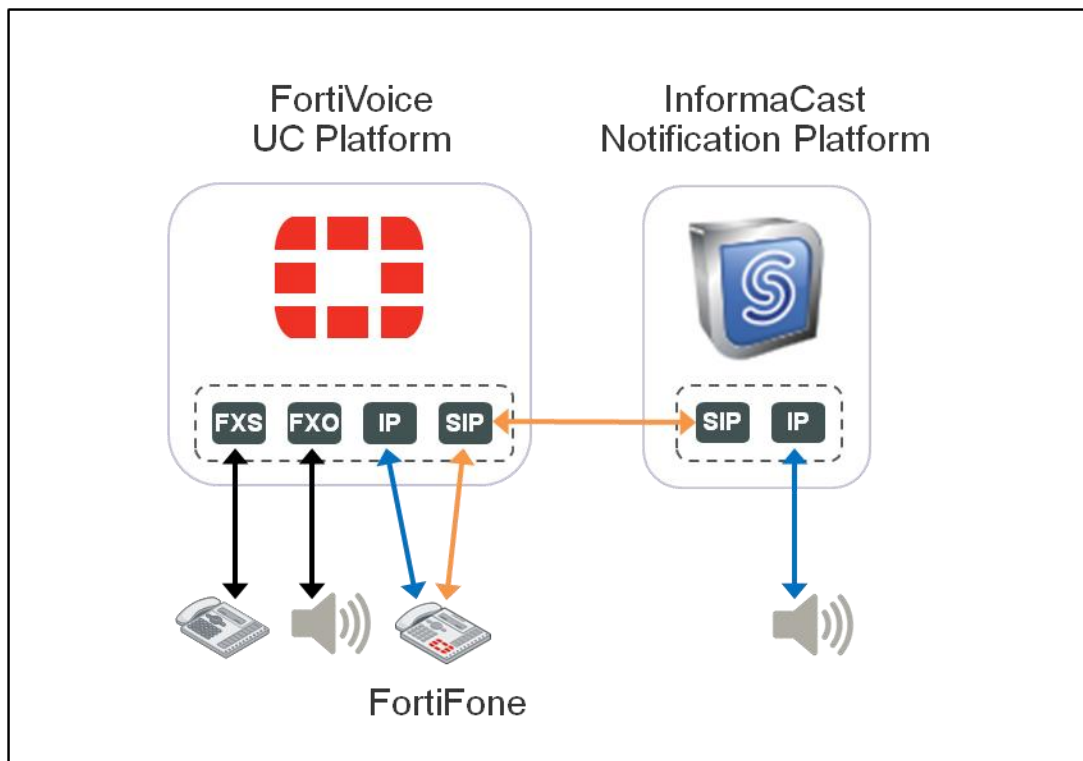 FortiVoice
UC Platform
InformaCast
Notification Platform
FXS
FXO
IP
SIP
SIP
IP
FortiFone